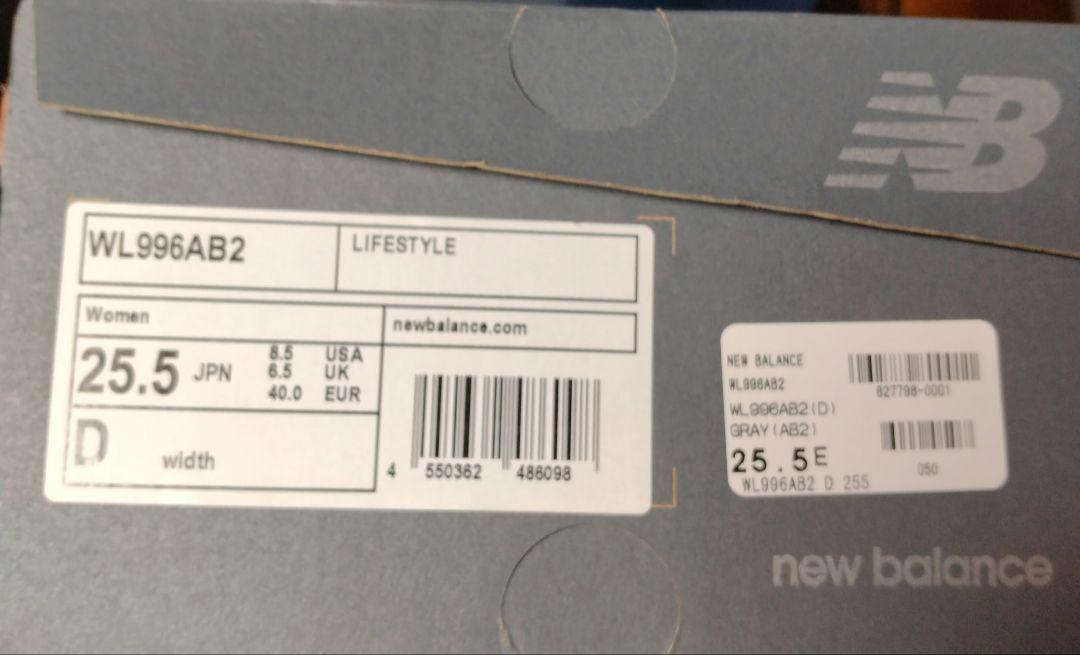 NB
WL996AB2
LIFESTYLE
Women
newbalance.com
25.5 JPN
8.5 USA
6.5 UK
40.0 EUR
D width
4 550362 486098
NEW BALANCE
WL996AB2
827798-0001
WL996AB2(D)
GRAY(AB2)
25.5E
050
WL996AB2 D 255
new balance